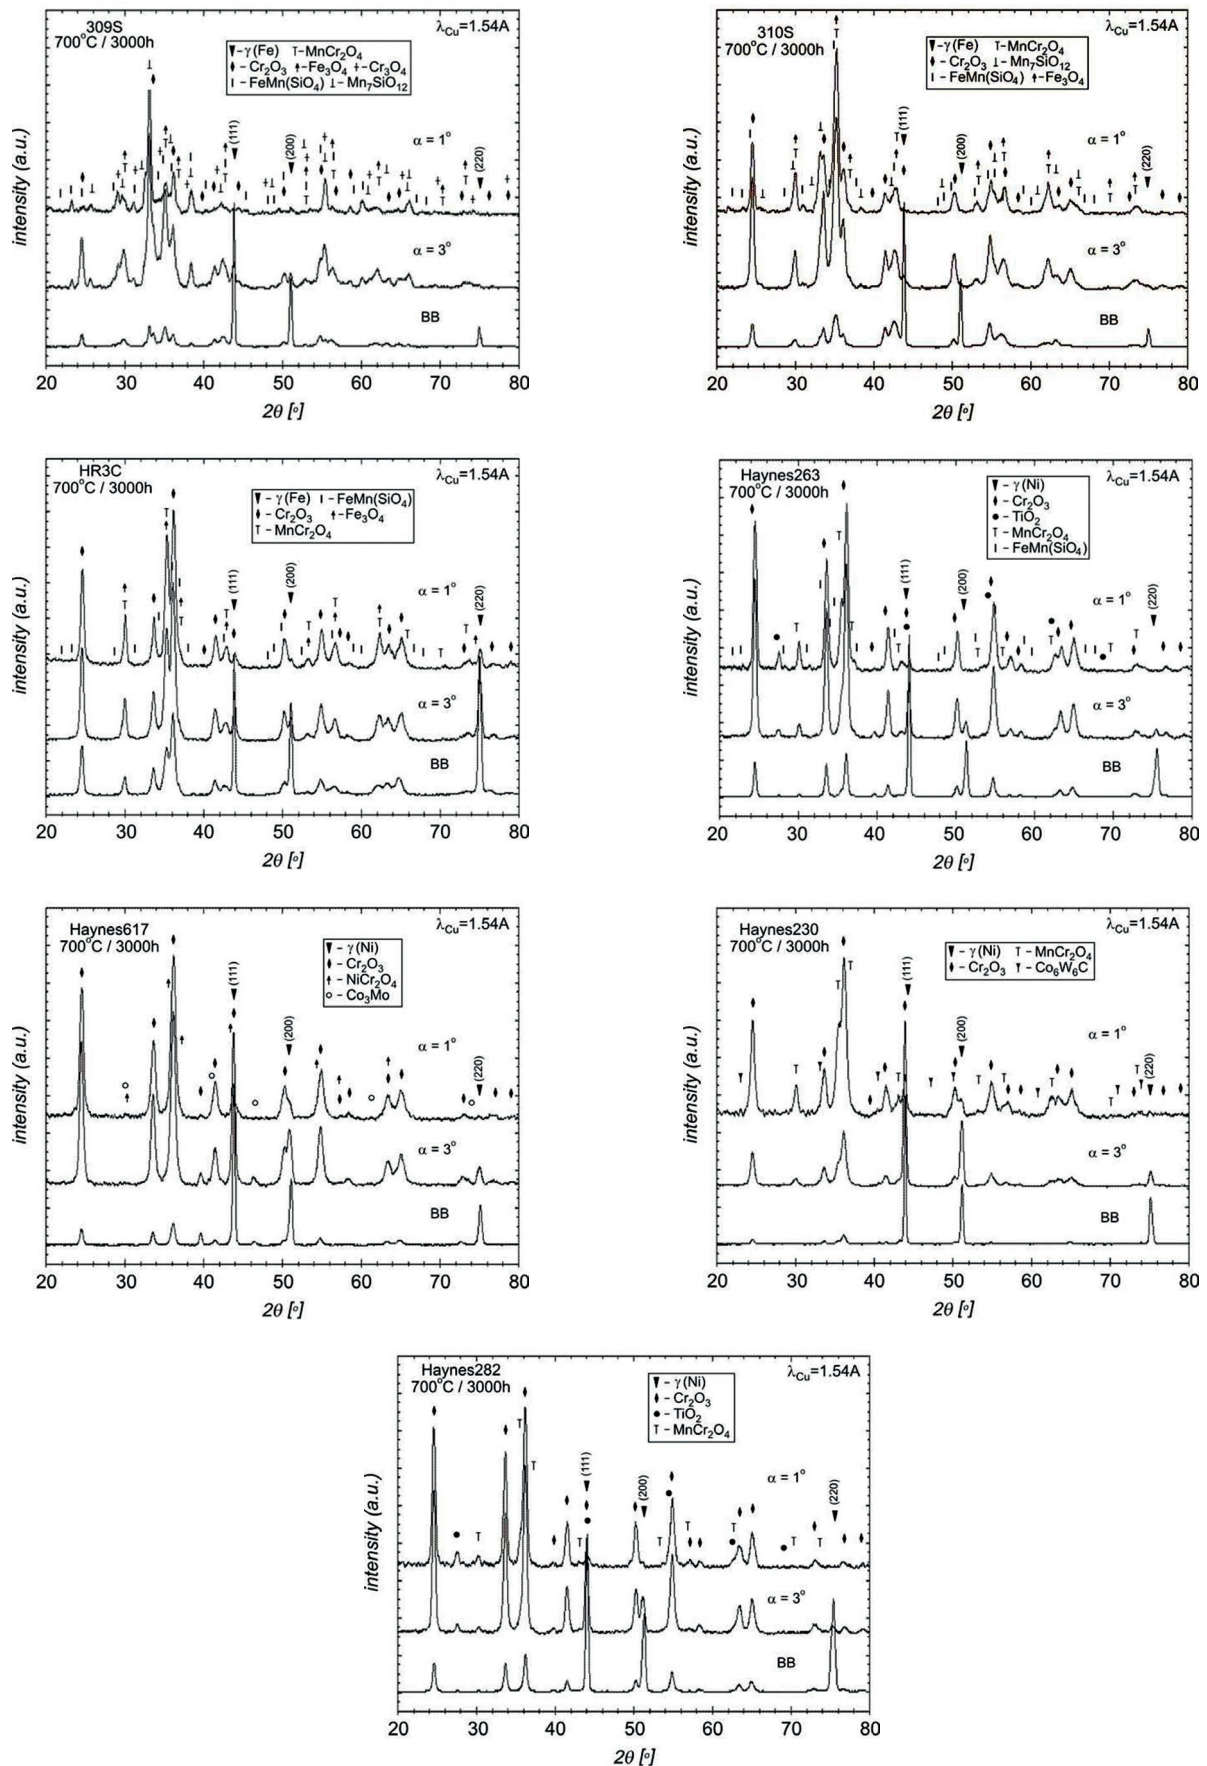 309S
700°C / 3000h
λCu=1.54A
▼-γ(Fe) ⊤-MnCr2O4
♦-Cr2O3 ↑-Fe3O4 +-Cr3O4
I-FeMn(SiO4) ⊥-Mn7SiO12
(111)
(200)
(220)
α = 1°
α = 3°
BB
intensity (a.u.)
20 30 40 50 60 70 80
2θ [°]
310S
700°C / 3000h
λCu=1.54A
▼-γ(Fe) ⊤-MnCr2O4
♦-Cr2O3 ⊥-Mn7SiO12
I-FeMn(SiO4) ↑-Fe3O4
(111)
(200)
(220)
α = 1°
α = 3°
BB
intensity (a.u.)
20 30 40 50 60 70 80
2θ [°]
HR3C
700°C / 3000h
λCu=1.54A
▼-γ(Fe) I-FeMn(SiO4)
♦-Cr2O3 ↑-Fe3O4
⊤-MnCr2O4
(111)
(200)
(220)
α = 1°
α = 3°
BB
intensity (a.u.)
20 30 40 50 60 70 80
2θ [°]
Haynes263
700°C / 3000h
λCu=1.54A
▼-γ(Ni)
♦-Cr2O3
●-TiO2
⊤-MnCr2O4
I-FeMn(SiO4)
(111)
(200)
(220)
α = 1°
α = 3°
BB
intensity (a.u.)
20 30 40 50 60 70 80
2θ [°]
Haynes617
700°C / 3000h
λCu=1.54A
▼-γ(Ni)
♦-Cr2O3
↑-NiCr2O4
○-Co3Mo
(111)
(200)
(220)
α = 1°
α = 3°
BB
intensity (a.u.)
20 30 40 50 60 70 80
2θ [°]
Haynes230
700°C / 3000h
λCu=1.54A
▼-γ(Ni) ⊤-MnCr2O4
♦-Cr2O3 ▾-Co6W6C
(111)
(200)
(220)
α = 1°
α = 3°
BB
intensity (a.u.)
20 30 40 50 60 70 80
2θ [°]
Haynes282
700°C / 3000h
λCu=1.54A
▼-γ(Ni)
♦-Cr2O3
●-TiO2
⊤-MnCr2O4
(111)
(200)
(220)
α = 1°
α = 3°
BB
intensity (a.u.)
20 30 40 50 60 70 80
2θ [°]